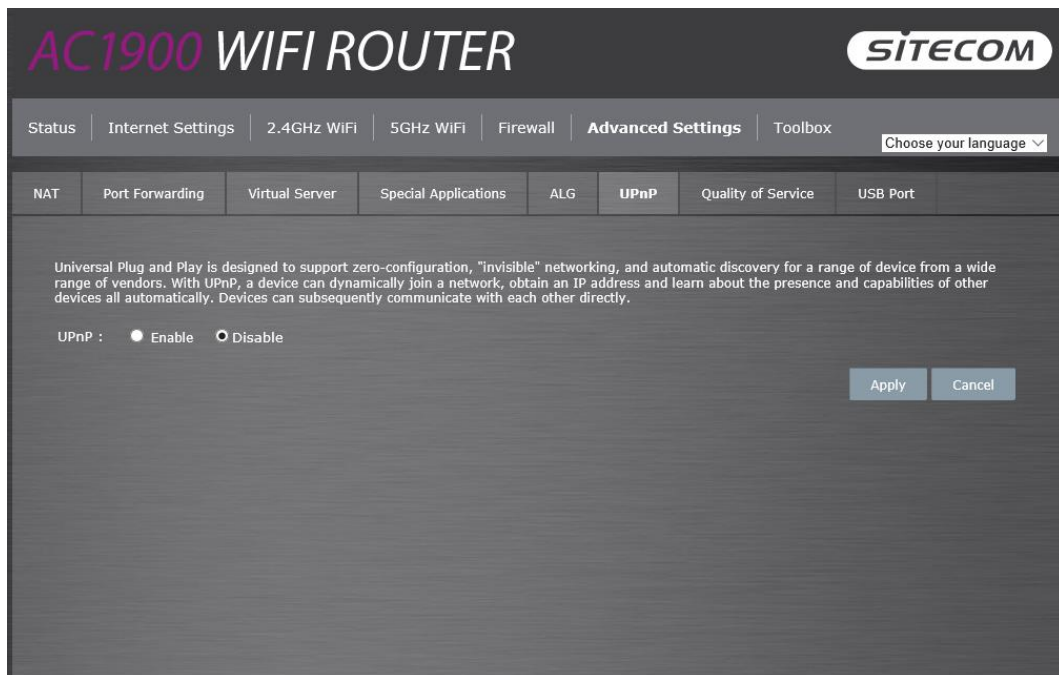 AC1900 WIFI ROUTER
SITECOM
Status Internet Settings 2.4GHz WiFi 5GHz WiFi Firewall Advanced Settings Toolbox
Choose your language
NAT Port Forwarding Virtual Server Special Applications ALG UPnP Quality of Service USB Port
Universal Plug and Play is designed to support zero-configuration, "invisible" networking, and automatic discovery for a range of device from a wide
range of vendors. With UPnP, a device can dynamically join a network, obtain an IP address and learn about the presence and capabilities of other
devices all automatically. Devices can subsequently communicate with each other directly.
UPnP : Enable Disable
Apply Cancel